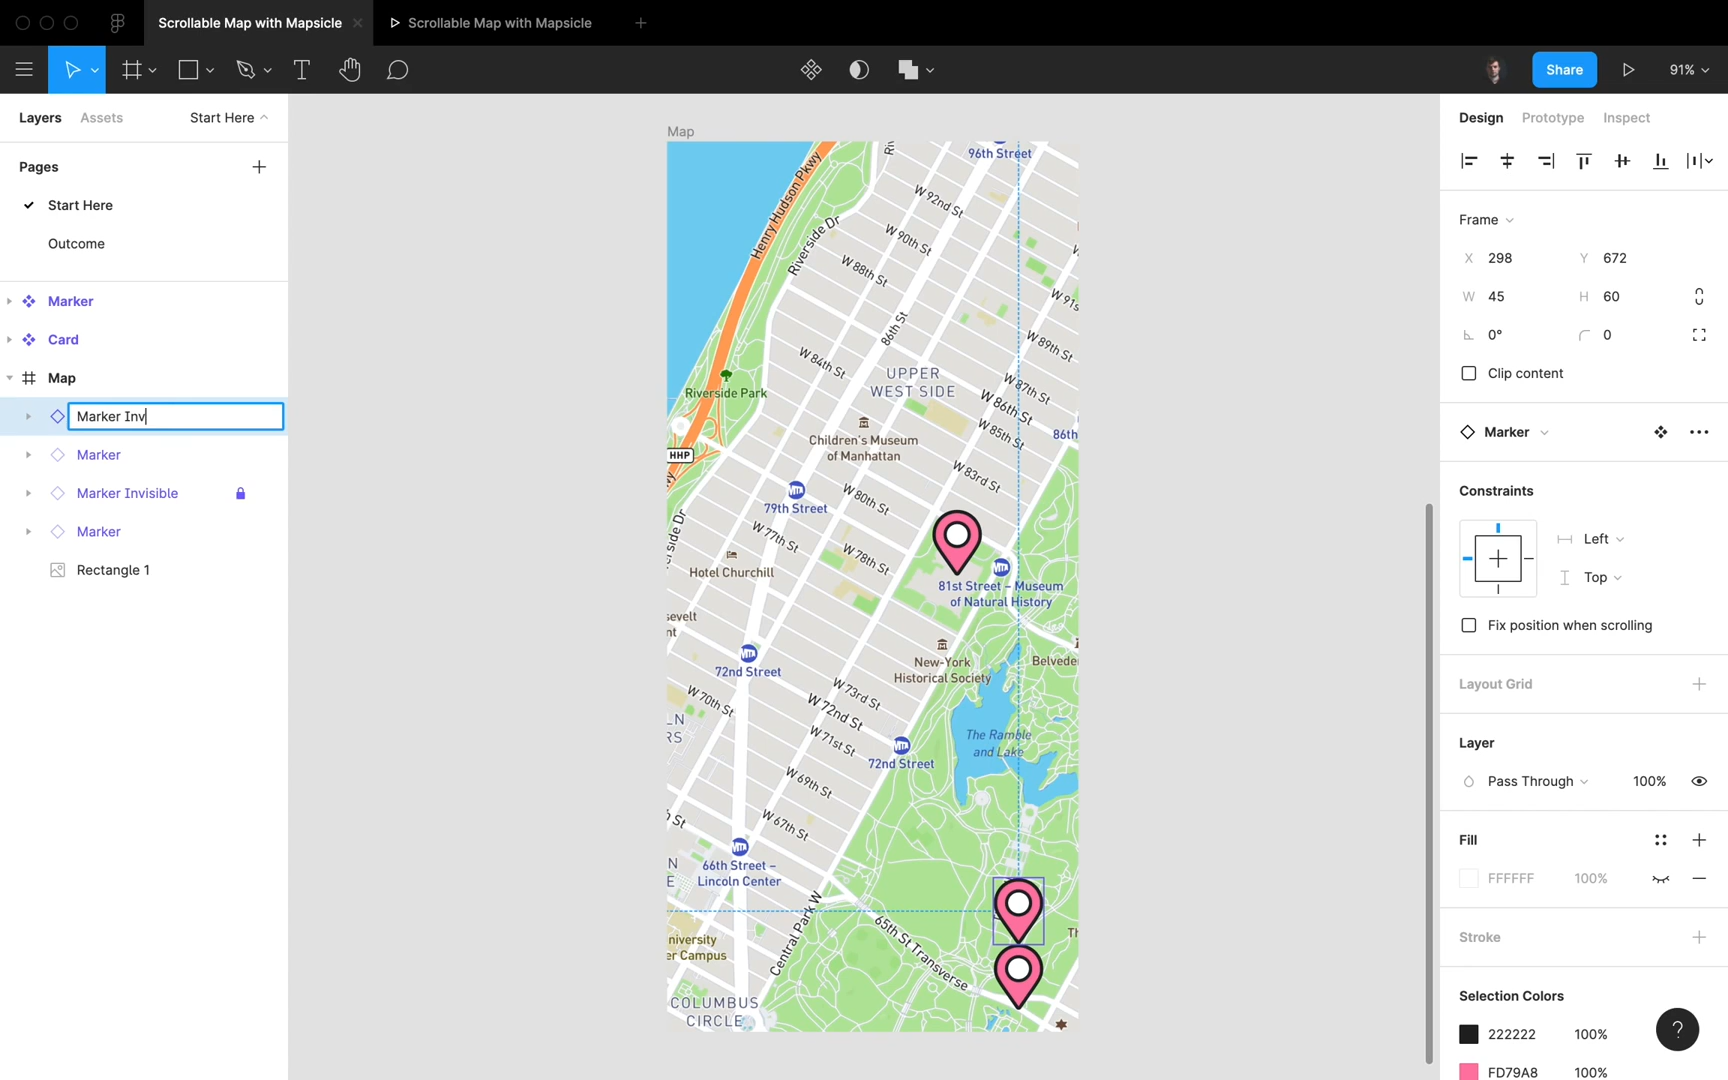 Scrollable Map with Mapsicle
Scrollable Map with Mapsicle
Share
91%
Layers
Assets
Start Here
Pages
Start Here
Outcome
Marker
Card
Map
Marker Inv
Marker
Marker Invisible
Marker
Rectangle 1
Map
96th Street
Henry Hudson Pkwy
Riverside Dr
W 92nd St
W 90th St
W 88th St
W 91s
86th St
W 89th St
W 84th St
UPPER
WEST SIDE
W 87th St
W 86th St
Riverside Park
W 85th St
86th
Children's Museum
of Manhattan
HHP
W 83rd St
79th Street
W 80th St
erside Dr
W 77th St
W 78th St
Hotel Churchill
81st Street – Museum
of Natural History
sevelt
nt
New-York
Historical Society
Belvede
72nd Street
W 73rd St
W 70th St
W 72nd St
LN
RS
W 71st St
The Ramble
and Lake
72nd Street
W 69th St
W 67th St
66th Street –
Lincoln Center
Central Park W
65th St Transverse
niversity
er Campus
Th
COLUMBUS
CIRCLE
Design
Prototype
Inspect
Frame
X 298
Y 672
W 45
H 60
0°
0
Clip content
Marker
Constraints
Left
Top
Fix position when scrolling
Layout Grid
Layer
Pass Through
100%
Fill
FFFFFF
100%
Stroke
Selection Colors
222222
100%
FD79A8
100%
?